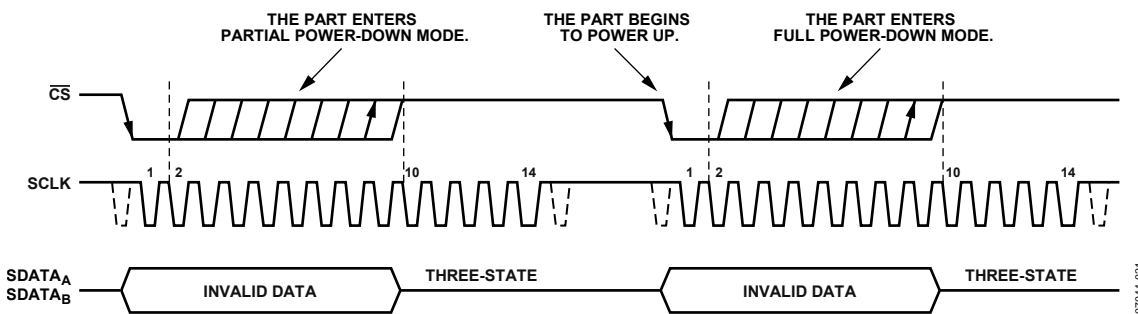 THE PART ENTERS
PARTIAL POWER-DOWN MODE.
THE PART BEGINS
TO POWER UP.
THE PART ENTERS
FULL POWER-DOWN MODE.
CS
SCLK
1 2 10 14 1 2 10 14
SDATAA
SDATAB
INVALID DATA THREE-STATE INVALID DATA THREE-STATE